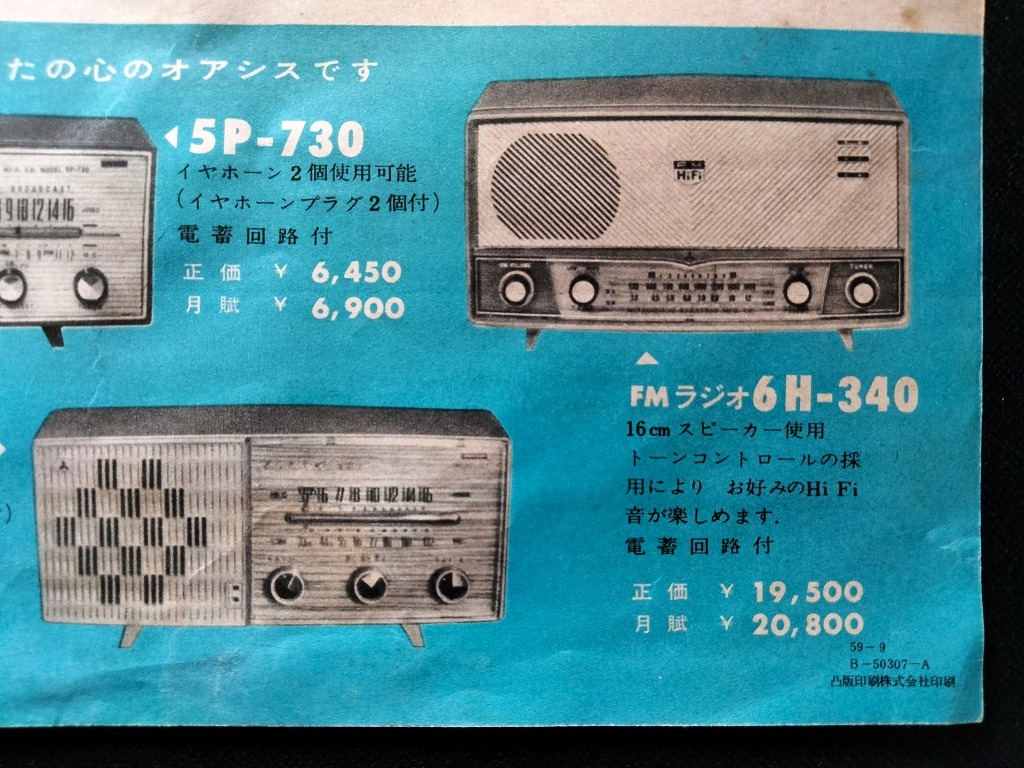 たの心のオアシスです
5P-730
イヤホーン2個使用可能
(イヤホーンプラグ2個付)
電蓄回路付
正価 ¥ 6,450
月賦 ¥ 6,900
BROADCAST
HiFi
TUNER
FMラジオ6H-340
16cmスピーカー使用
トーンコントロールの採
用により お好みのHi Fi
音が楽しめます.
電蓄回路付
正価 ¥ 19,500
月賦 ¥ 20,800
59-9
B-50307-A
凸版印刷株式会社印刷